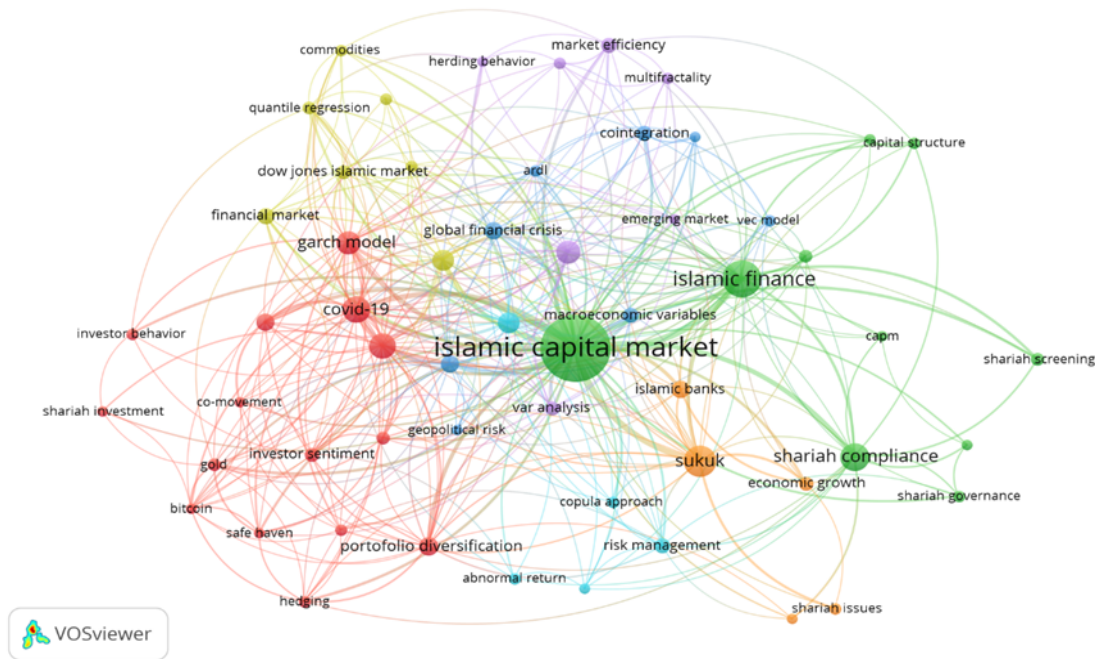 commodities
market efficiency
herding behavior
multifractality
quantile regression
cointegration
capital structure
dow jones islamic market
ardl
financial market
emerging market
vec model
global financial crisis
garch model
islamic finance
covid-19
macroeconomic variables
investor behavior
capm
islamic capital market
shariah screening
islamic banks
co-movement
var analysis
shariah investment
geopolitical risk
investor sentiment
shariah compliance
sukuk
gold
economic growth
shariah governance
copula approach
bitcoin
safe haven
portofolio diversification
risk management
abnormal return
hedging
shariah issues
VOSviewer